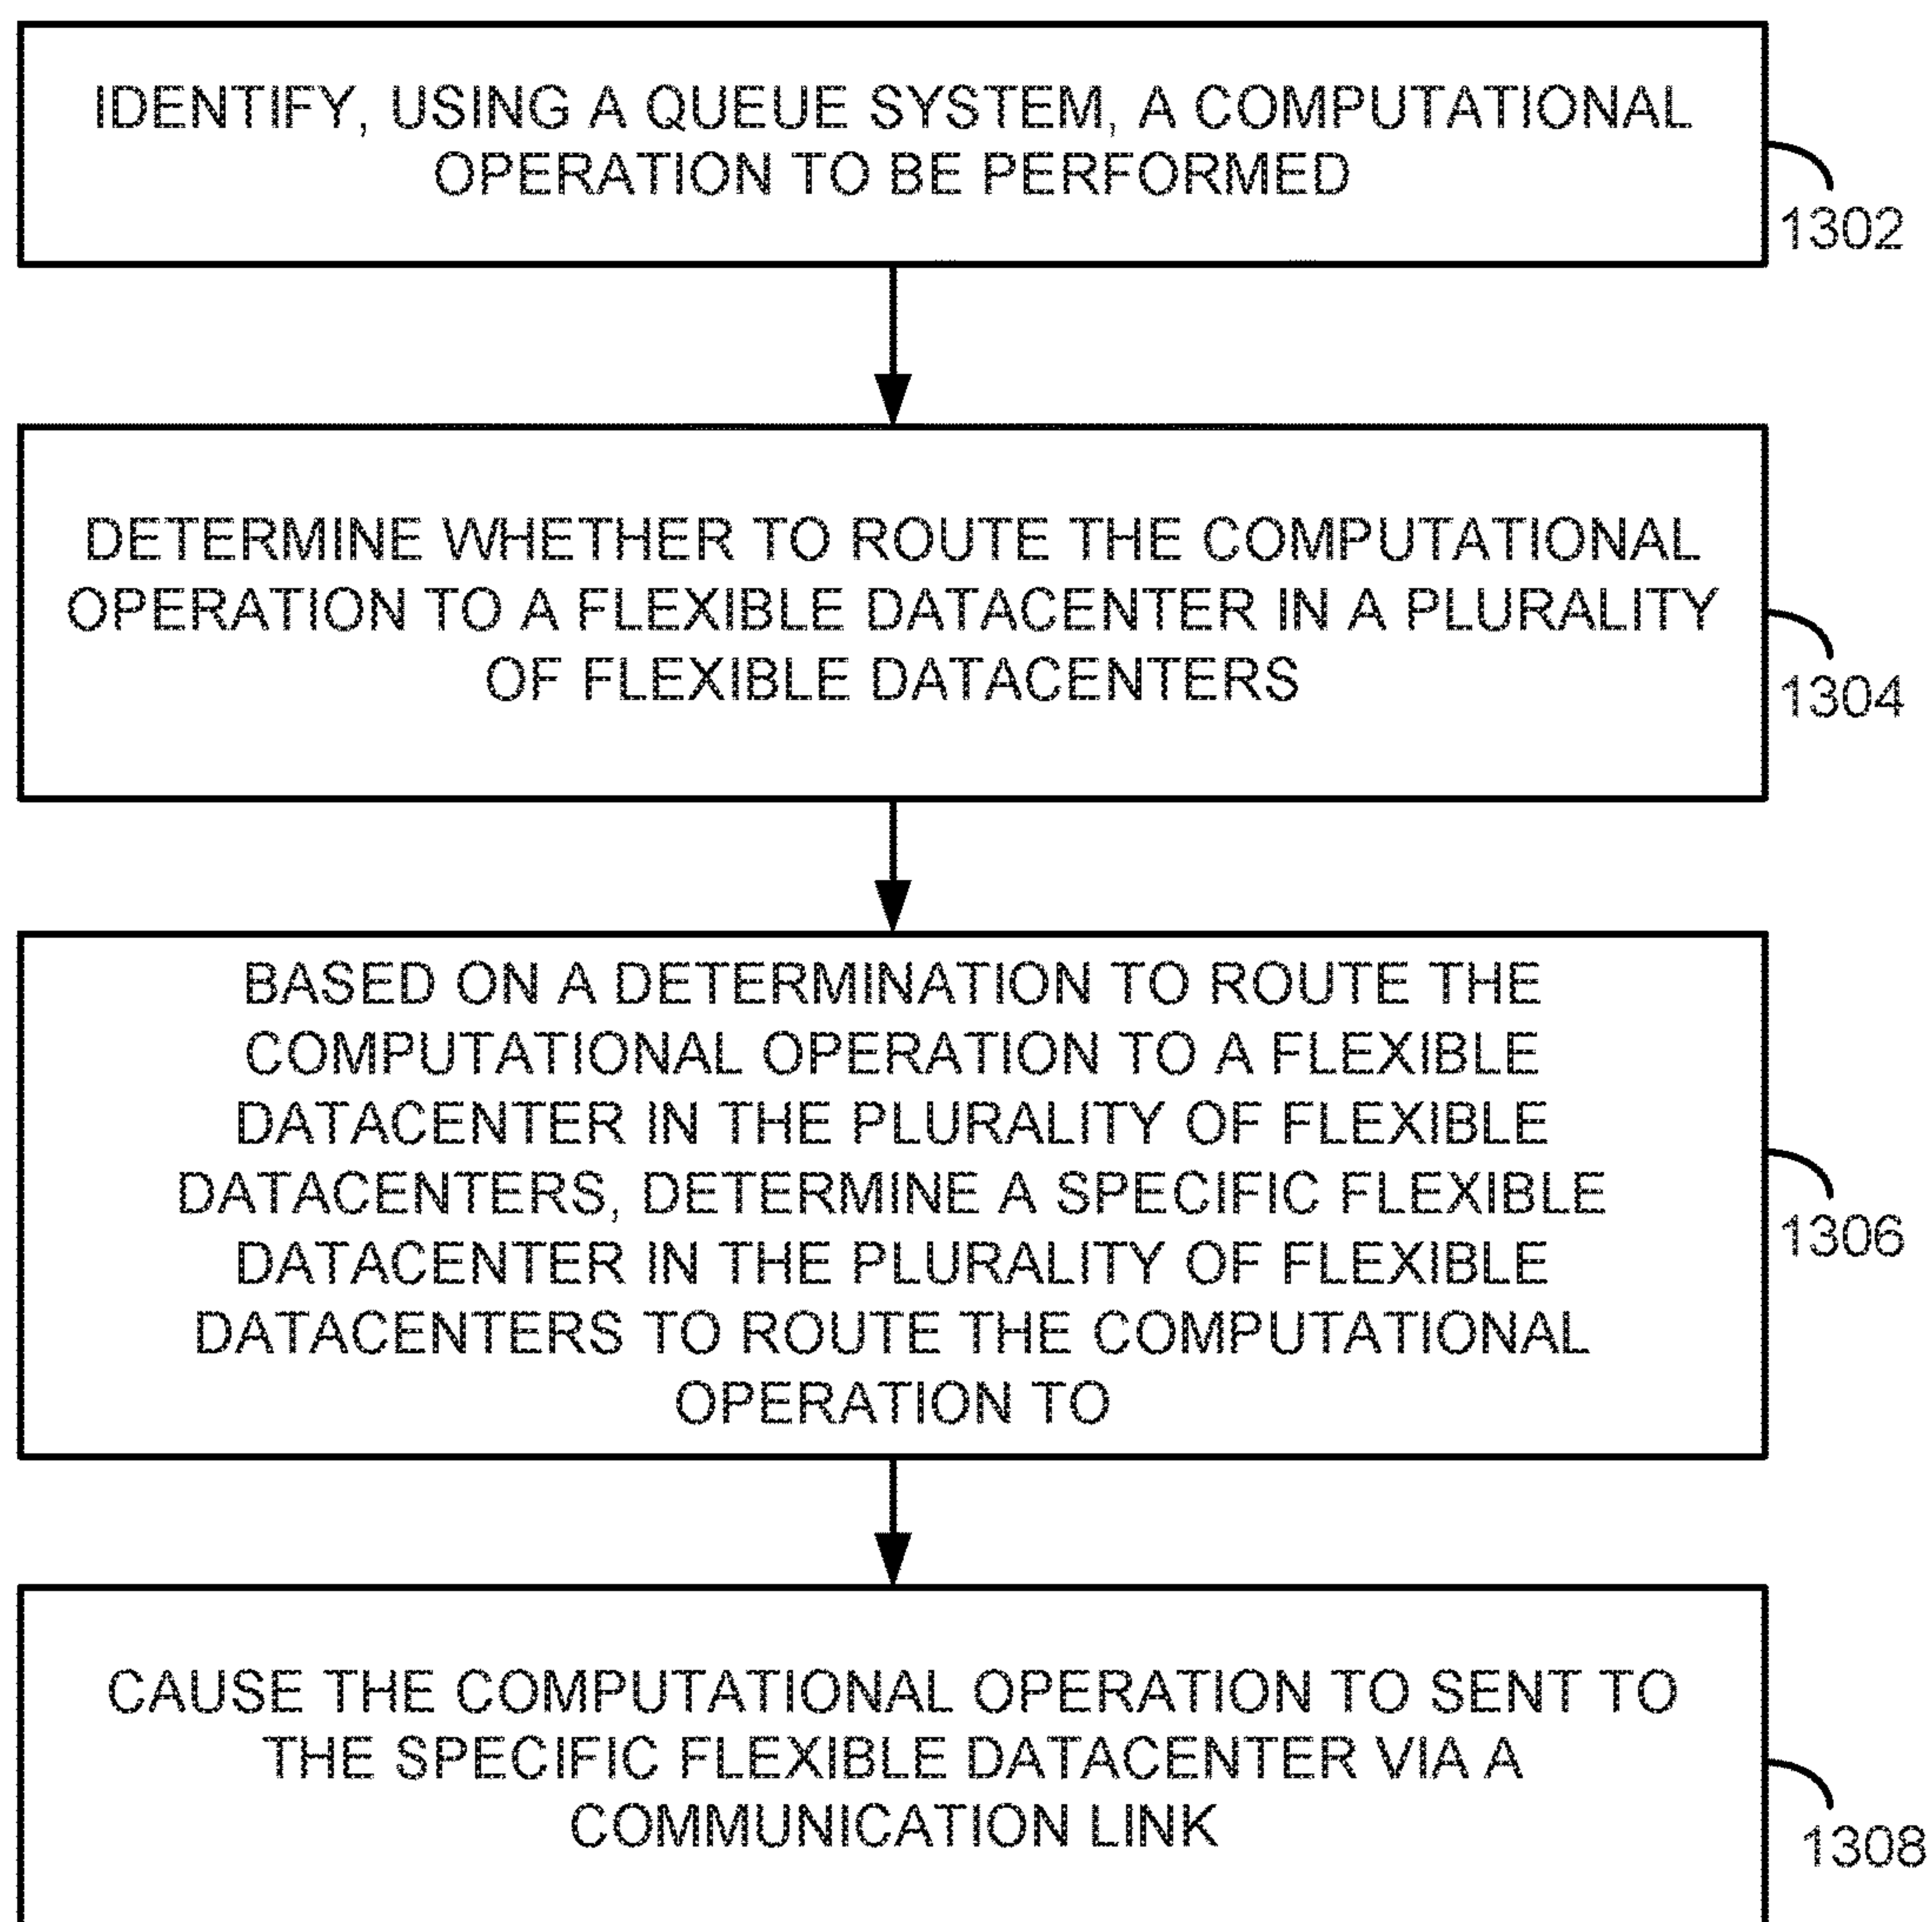 IDENTIFY, USING A QUEUE SYSTEM, A COMPUTATIONAL
OPERATION TO BE PERFORMED
1302
DETERMINE WHETHER TO ROUTE THE COMPUTATIONAL
OPERATION TO A FLEXIBLE DATACENTER IN A PLURALITY
OF FLEXIBLE DATACENTERS
1304
BASED ON A DETERMINATION TO ROUTE THE
COMPUTATIONAL OPERATION TO A FLEXIBLE
DATACENTER IN THE PLURALITY OF FLEXIBLE
DATACENTERS, DETERMINE A SPECIFIC FLEXIBLE
DATACENTER IN THE PLURALITY OF FLEXIBLE
DATACENTERS TO ROUTE THE COMPUTATIONAL
OPERATION TO
1306
CAUSE THE COMPUTATIONAL OPERATION TO SENT TO
THE SPECIFIC FLEXIBLE DATACENTER VIA A
COMMUNICATION LINK
1308